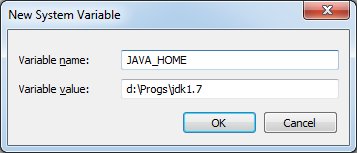 New System Variable
Variable name: JAVA_HOME
Variable value: d:\Progs\jdk1.7
OK Cancel